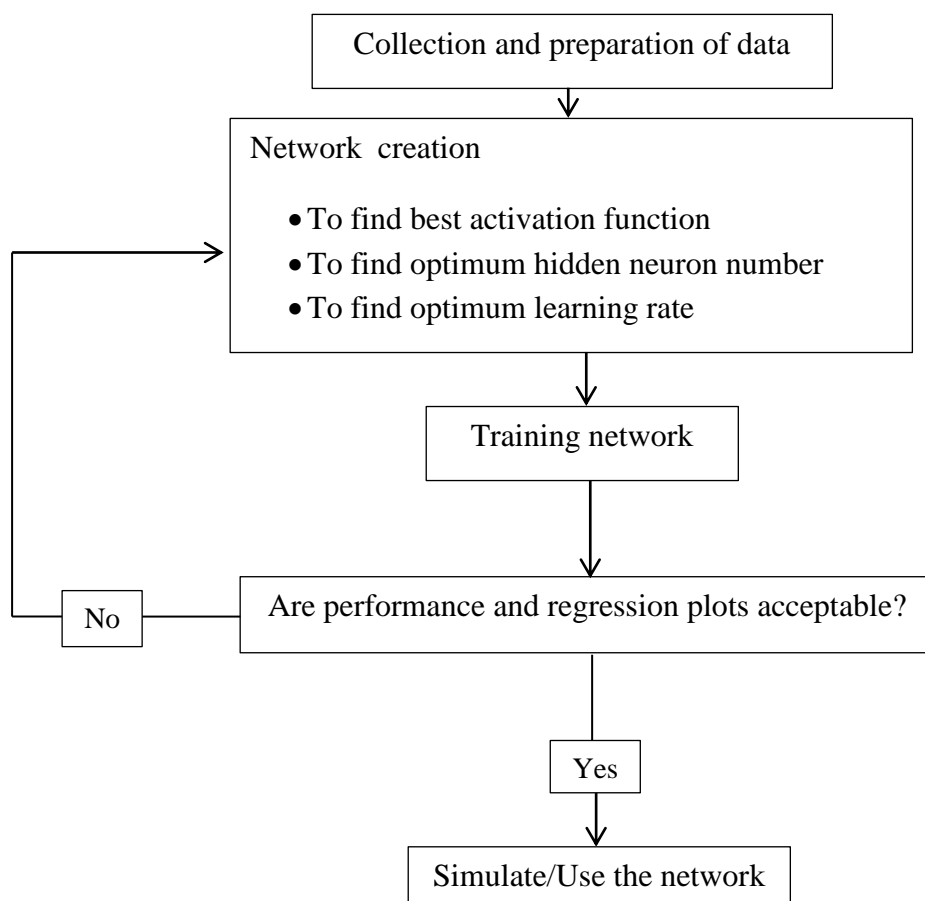 Collection and preparation of data
Network creation
• To find best activation function
• To find optimum hidden neuron number
• To find optimum learning rate
Training network
Are performance and regression plots acceptable?
No
Yes
Simulate/Use the network